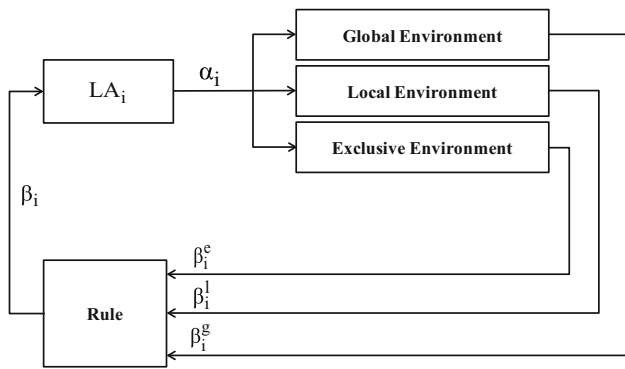 Global Environment
LA_i
α_i
Local Environment
Exclusive Environment
β_i
β_i^e
β_i^l
Rule
β_i^g